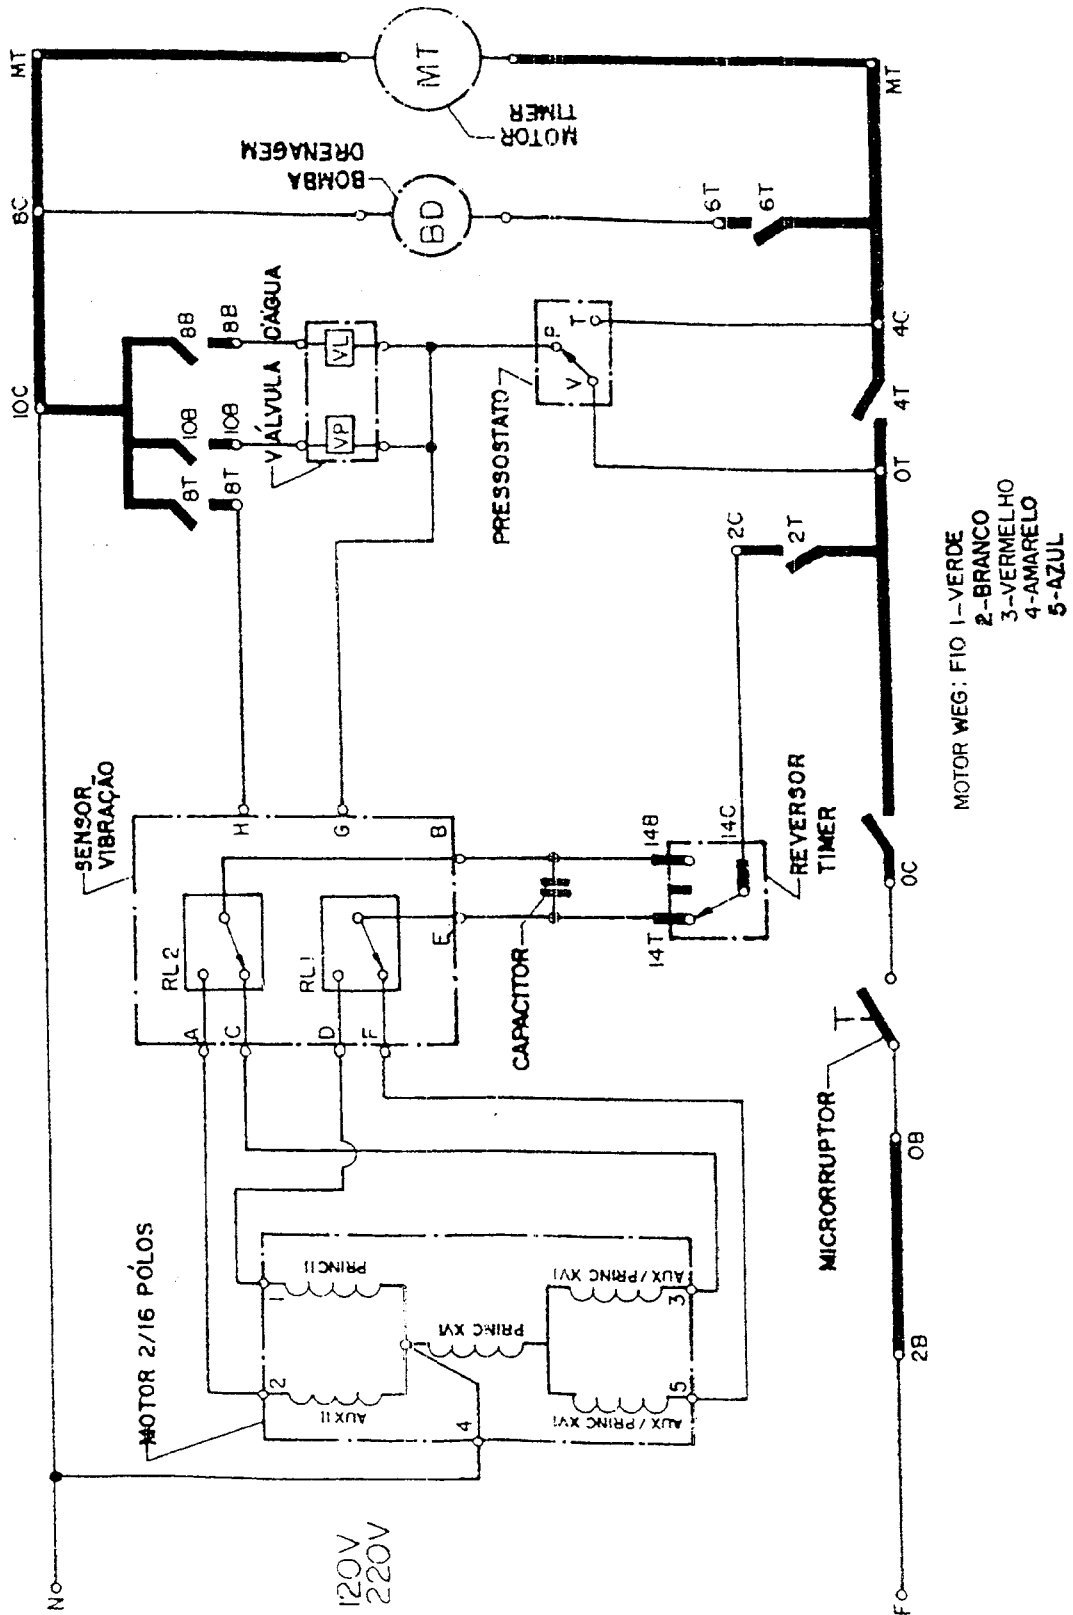 N
120V
220V
F
MOTOR 2/16 PÓLOS
2
1
4
5
3
AUX II
PRINC II
PRINC XVI
AUX/PRINC XVI
AUX/PRINC XVI
2B
0B
MICRORRUPTOR
0C
SENSOR_
VIBRAÇÃO
A
C
D
F
RL2
RL1
H
G
B
E
CAPACITOR
14T
14B
14C
REVERSOR
TIMER
2C
2T
0T
4T
4C
PRESSOSTATO
V
P
T
VÁLVULA D'ÁGUA
VP
VL
8T
8T
10B
10B
8B
8B
10C
8C
MT
BOMBA
DRENAGEM
BD
6T
6T
MOTOR
TIMER
MT
MT
MOTOR WEG: FIO 1-VERDE
2-BRANCO
3-VERMELHO
4-AMARELO
5-AZUL